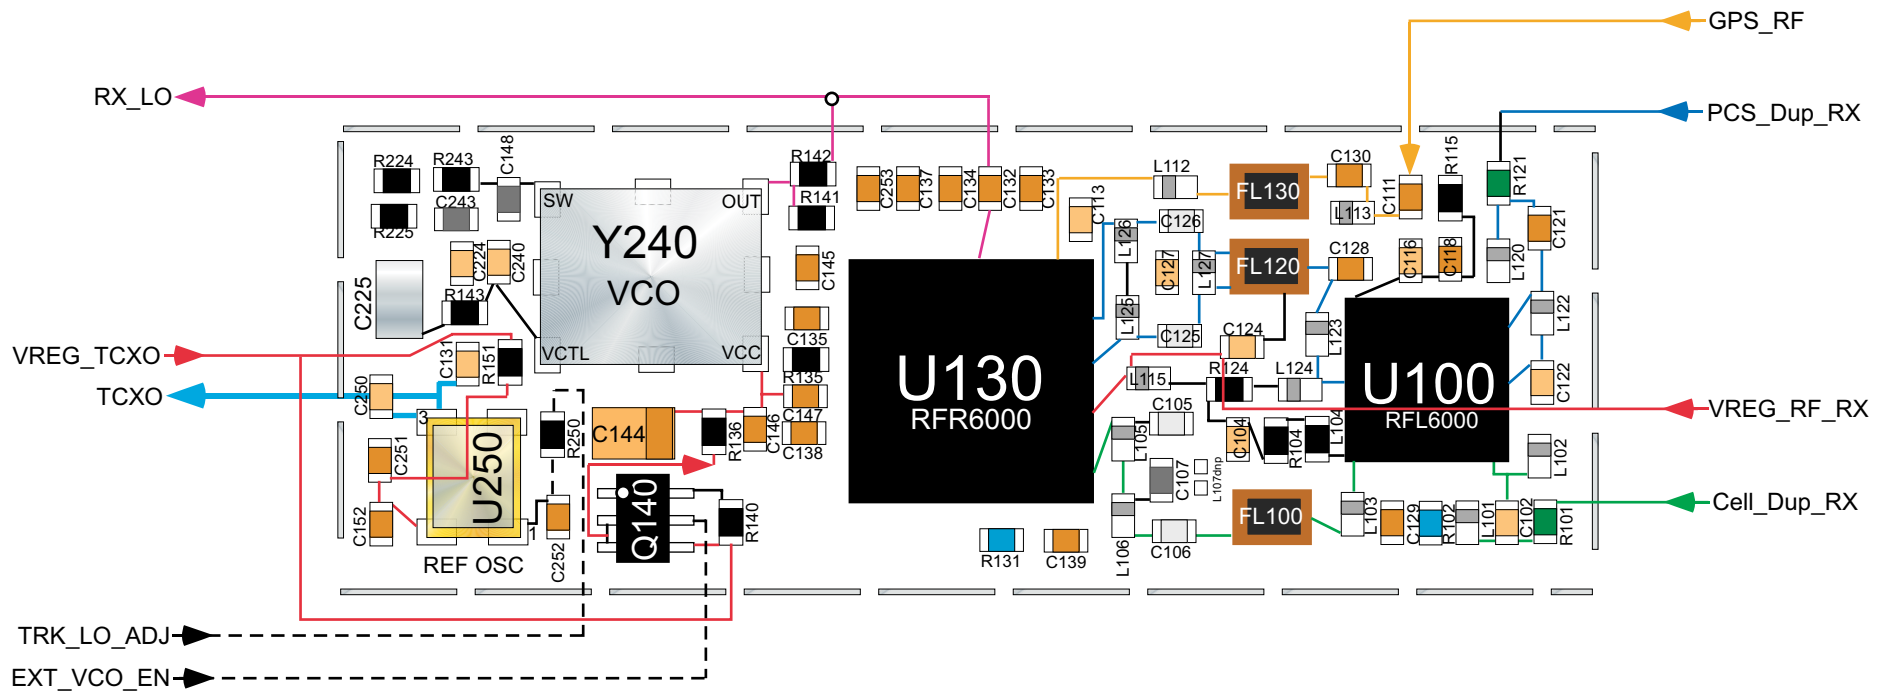 GPS_RF
RX_LO
PCS_Dup_RX
R224
R243
C148
R142
R141
C243
R225
SW
OUT
Y240
VCO
VCTL
VCC
C224
C240
C225
R143
C145
C135
R135
C147
C138
C146
R136
C144
C253
C137
C134
C132
C133
C113
L112
FL130
C130
L113
C111
R115
R121
C121
L120
C126
L126
C127
L127
FL120
C128
C116
C118
L125
C125
C124
L123
L122
C122
U130
RFR6000
U100
RFL6000
L115
R124
L124
VREG_TCXO
TCXO
VREG_RF_RX
C131
R151
C250
3
R250
C251
U250
1
C152
REF OSC
C252
Q140
R140
C105
L105
C104
R104
L104
C107
L107dnp
L102
L106
C106
FL100
L103
C129
R102
L101
C102
R101
Cell_Dup_RX
R131
C139
TRK_LO_ADJ
EXT_VCO_EN